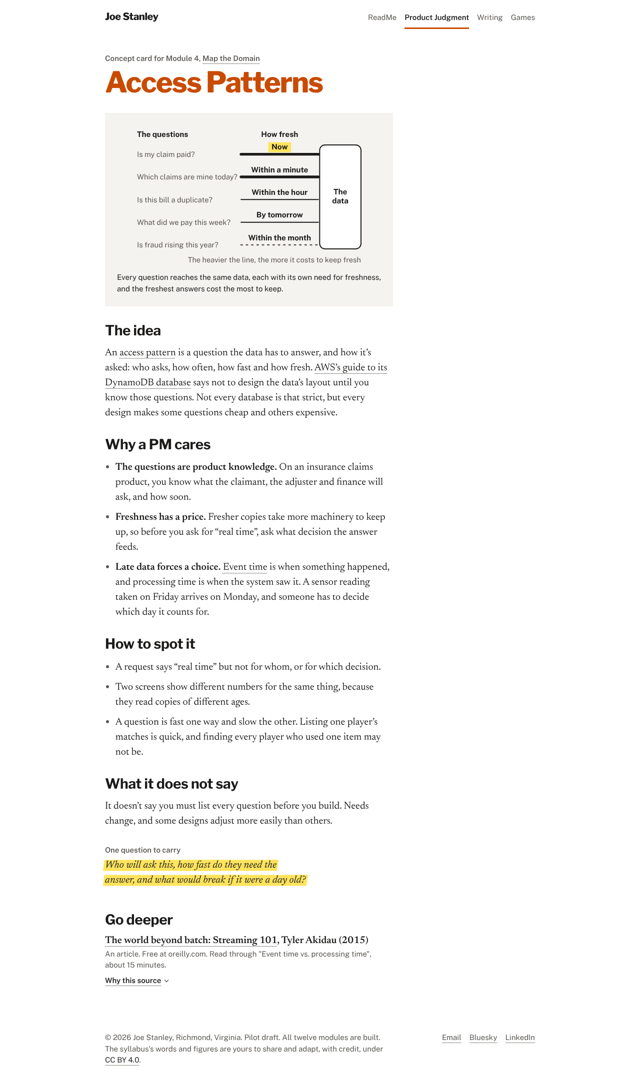 Joe Stanley
ReadMe Product Judgment Writing Games
Concept card for Module 4, Map the Domain
Access Patterns
The questions How fresh
Now
Is my claim paid?
Within a minute
Which claims are mine today?
Within the hour
Is this bill a duplicate?
By tomorrow
What did we pay this week?
Within the month
Is fraud rising this year?
The
data
The heavier the line, the more it costs to keep fresh
Every question reaches the same data, each with its own need for freshness,
and the freshest answers cost the most to keep.
The idea
An access pattern is a question the data has to answer, and how it’s
asked: who asks, how often, how fast and how fresh. AWS’s guide to its
DynamoDB database says not to design the data’s layout until you
know those questions. Not every database is that strict, but every
design makes some questions cheap and others expensive.
Why a PM cares
• The questions are product knowledge. On an insurance claims
product, you know what the claimant, the adjuster and finance will
ask, and how soon.
• Freshness has a price. Fresher copies take more machinery to keep
up, so before you ask for “real time”, ask what decision the answer
feeds.
• Late data forces a choice. Event time is when something happened,
and processing time is when the system saw it. A sensor reading
taken on Friday arrives on Monday, and someone has to decide
which day it counts for.
How to spot it
• A request says “real time” but not for whom, or for which decision.
• Two screens show different numbers for the same thing, because
they read copies of different ages.
• A question is fast one way and slow the other. Listing one player’s
matches is quick, and finding every player who used one item may
not be.
What it does not say
It doesn’t say you must list every question before you build. Needs
change, and some designs adjust more easily than others.
One question to carry
Who will ask this, how fast do they need the
answer, and what would break if it were a day old?
Go deeper
The world beyond batch: Streaming 101, Tyler Akidau (2015)
An article. Free at oreilly.com. Read through "Event time vs. processing time",
about 15 minutes.
Why this source
© 2026 Joe Stanley, Richmond, Virginia. Pilot draft. All twelve modules are built.
The syllabus's words and figures are yours to share and adapt, with credit, under
CC BY 4.0.
Email Bluesky LinkedIn